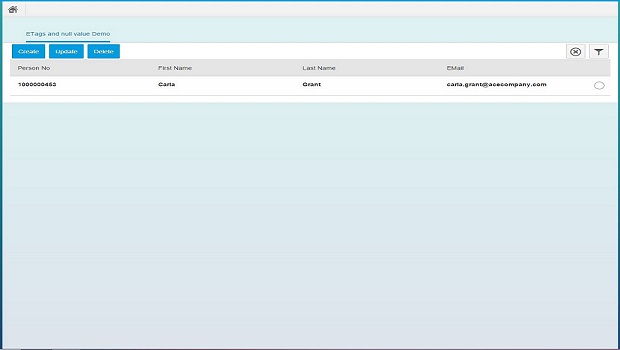 ETags and null value Demo
Create Update Delete
Person No First Name Last Name EMail
1000000453 Carla Grant carla.grant@acecompany.com